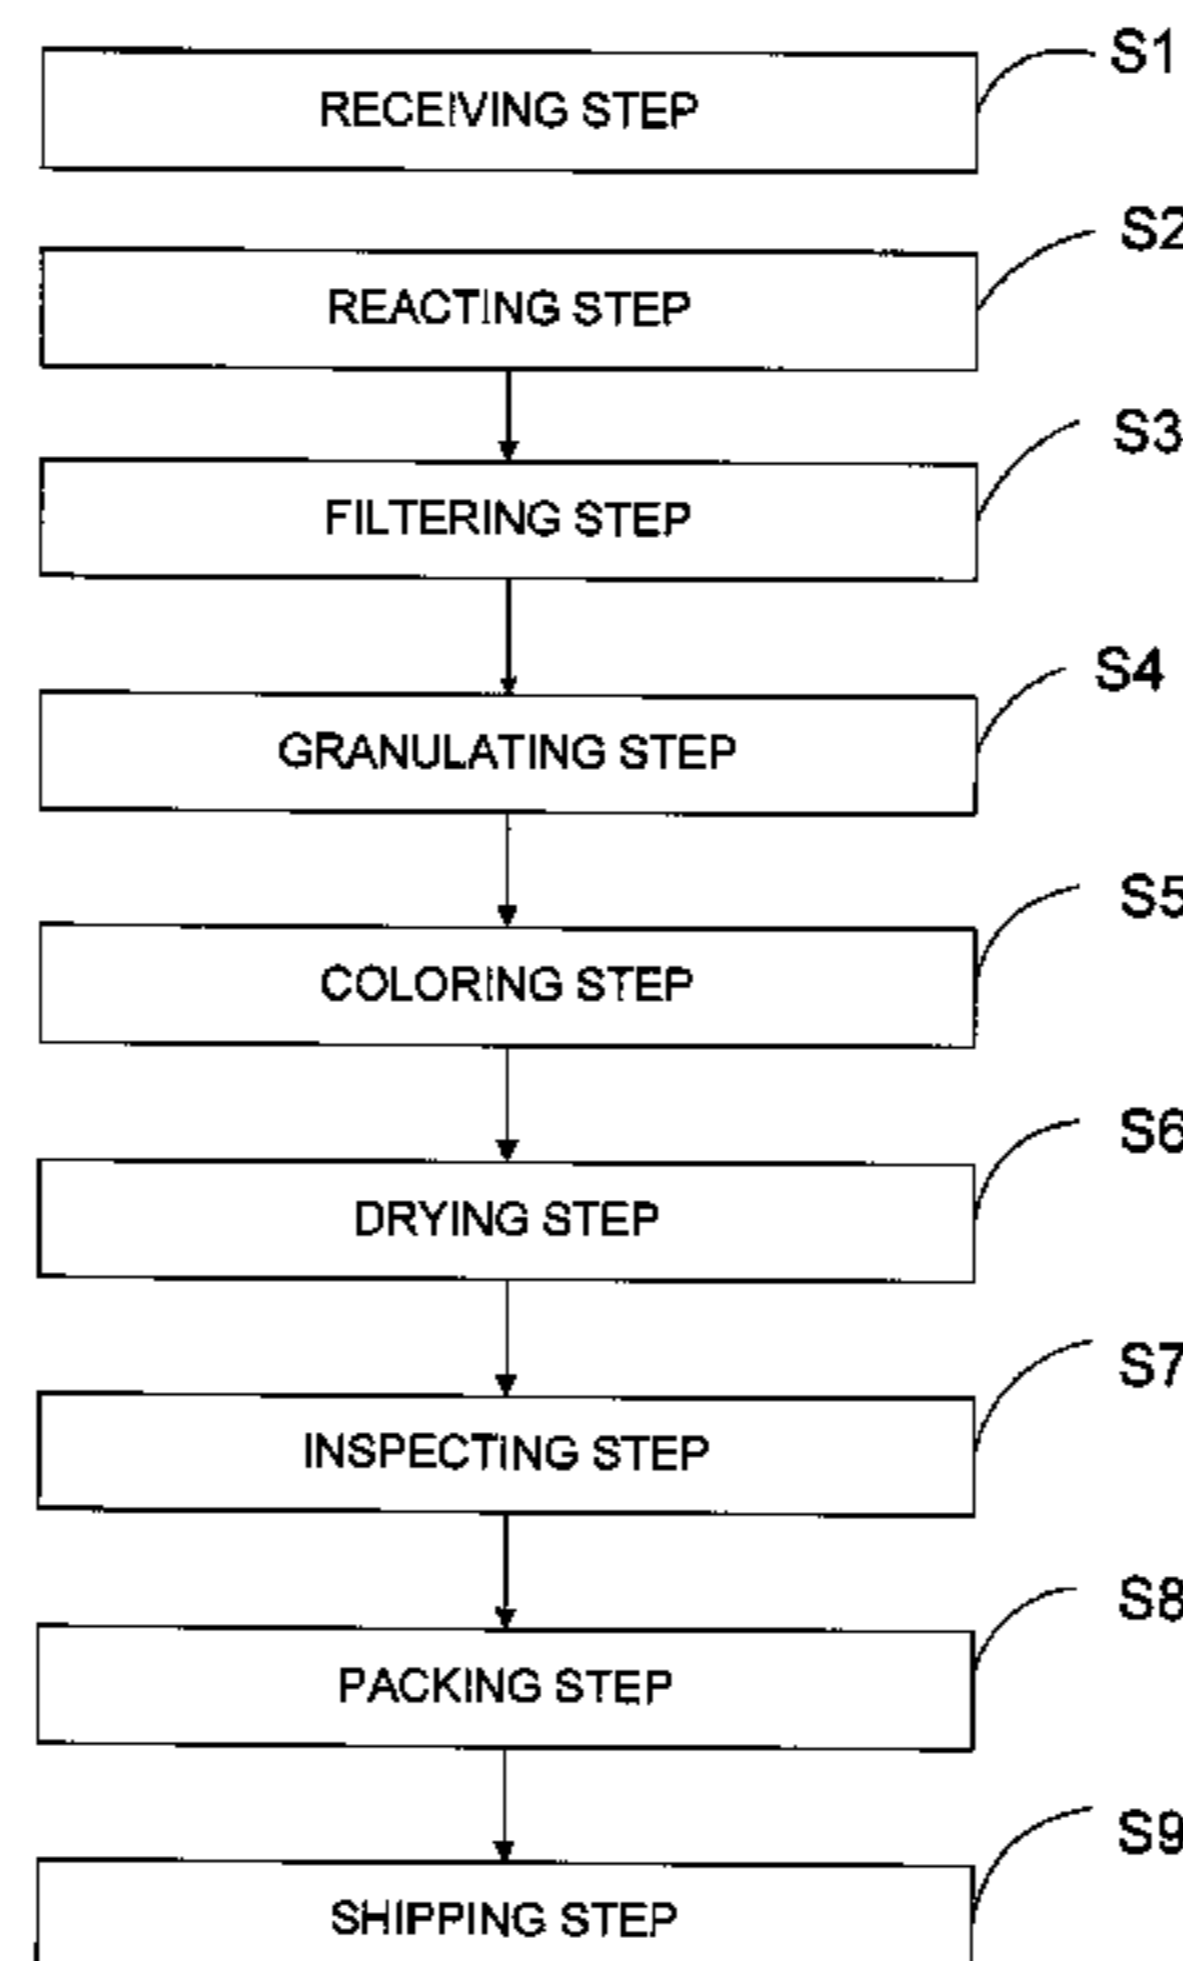 S1
RECEIVING STEP
S2
REACTING STEP
S3
FILTERING STEP
S4
GRANULATING STEP
S5
COLORING STEP
S6
DRYING STEP
S7
INSPECTING STEP
S8
PACKING STEP
S9
SHIPPING STEP